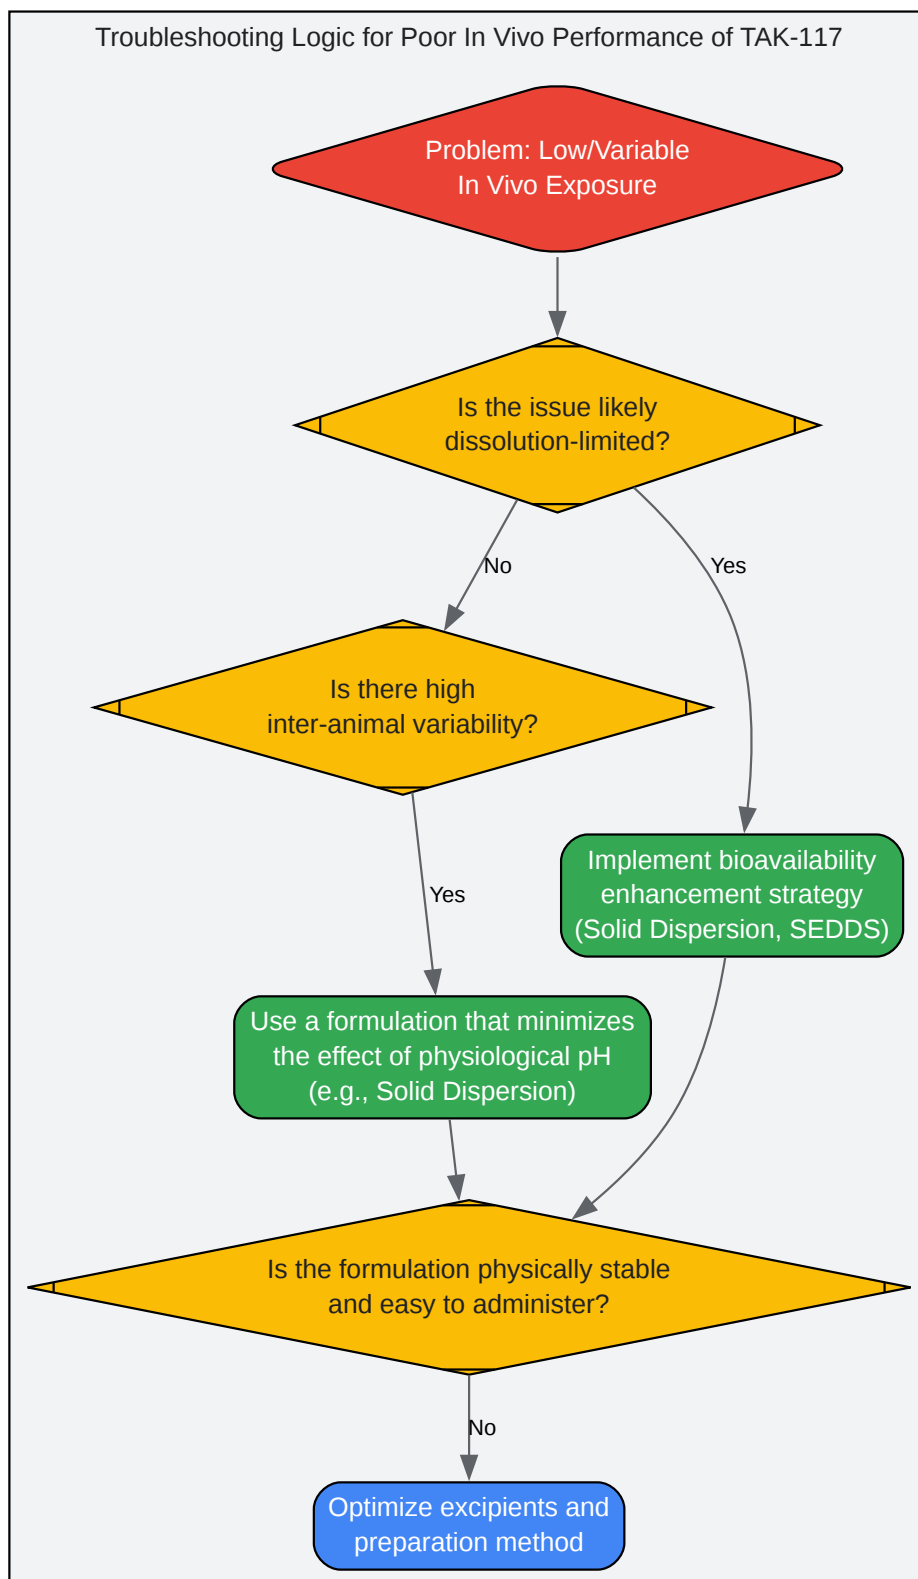 Troubleshooting Logic for Poor In Vivo Performance of TAK-117
Problem: Low/Variable
In Vivo Exposure
Is the issue likely
dissolution-limited?
No
Yes
Is there high
inter-animal variability?
Implement bioavailability
enhancement strategy
(Solid Dispersion, SEDDS)
Yes
Use a formulation that minimizes
the effect of physiological pH
(e.g., Solid Dispersion)
Is the formulation physically stable
and easy to administer?
No
Optimize excipients and
preparation method